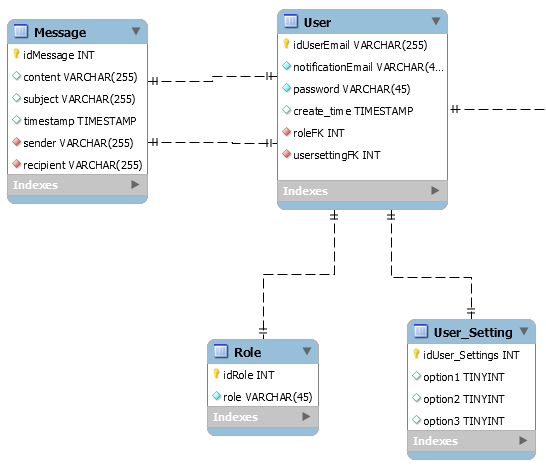 Message
idMessage INT
content VARCHAR(255)
subject VARCHAR(255)
timestamp TIMESTAMP
sender VARCHAR(255)
recipient VARCHAR(255)
Indexes
User
idUserEmail VARCHAR(255)
notificationEmail VARCHAR(4...
password VARCHAR(45)
create_time TIMESTAMP
roleFK INT
usersettingFK INT
Indexes
Role
idRole INT
role VARCHAR(45)
Indexes
User_Setting
idUser_Settings INT
option1 TINYINT
option2 TINYINT
option3 TINYINT
Indexes